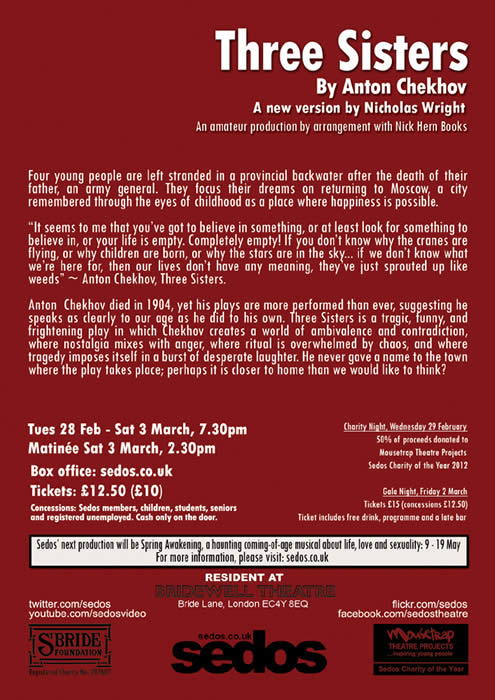 Three Sisters
By Anton Chekhov
A new version by Nicholas Wright
An amateur production by arrangement with Nick Hern Books
Four young people are left stranded in a provincial backwater after the death of their
father, an army general. They focus their dreams on returning to Moscow, a city
remembered through the eyes of childhood as a place where happiness is possible.
“It seems to me that you've got to believe in something, or at least look for something to
believe in, or your life is empty. Completely empty! If you don't know why the cranes are
flying, or why children are born, or why the stars are in the sky... if we don't know what
we're here for, then our lives don't have any meaning, they've just sprouted up like
weeds” ~ Anton Chekhov, Three Sisters.
Anton Chekhov died in 1904, yet his plays are more performed than ever, suggesting he
speaks as clearly to our age as he did to his own. Three Sisters is a tragic, funny, and
frightening play in which Chekhov creates a world of ambivalence and contradiction,
where nostalgia mixes with anger, where ritual is overwhelmed by chaos, and where
tragedy imposes itself in a burst of desperate laughter. He never gave a name to the town
where the play takes place; perhaps it is closer to home than we would like to think?
Tues 28 Feb - Sat 3 March, 7.30pm
Matinée Sat 3 March, 2.30pm
Box office: sedos.co.uk
Tickets: £12.50 (£10)
Concessions: Sedos members, children, students, seniors
and registered unemployed. Cash only on the door.
Charity Night, Wednesday 29 February
50% of proceeds donated to
Mousetrap Theatre Projects
Sedos Charity of the Year 2012
Gala Night, Friday 2 March
Tickets £15 (concessions £12.50)
Ticket includes free drink, programme and a late bar
Sedos' next production will be Spring Awakening, a haunting coming-of-age musical about life, love and sexuality: 9 - 19 May
For more information, please visit: sedos.co.uk
RESIDENT AT
BRIDEWELL THEATRE
Bride Lane, London EC4Y 8EQ
twitter.com/sedos
youtube.com/sedosvideo
flickr.com/sedos
facebook.com/sedostheatre
S BRIDE
FOUNDATION
Registered Charity No.
sedos.co.uk
sedos
Mousetrap
THEATRE PROJECTS
...inspiring young people
Sedos Charity of the Year